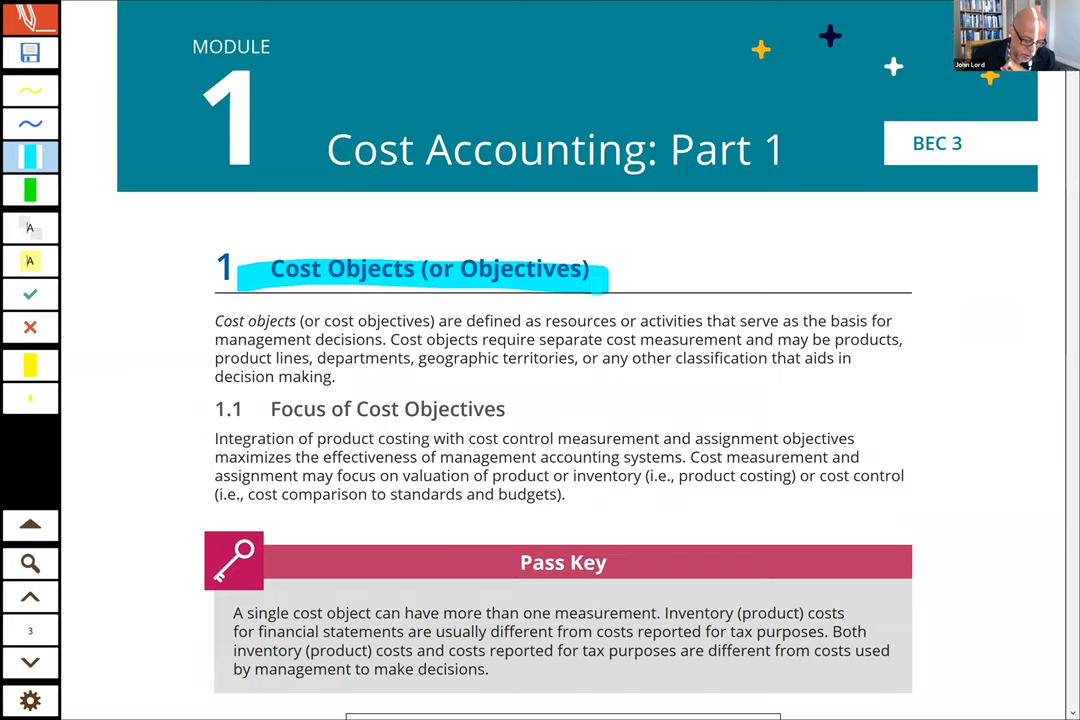 MODULE
1
Cost Accounting: Part 1
BEC 3
John Lord
1 Cost Objects (or Objectives)
Cost objects (or cost objectives) are defined as resources or activities that serve as the basis for
management decisions. Cost objects require separate cost measurement and may be products,
product lines, departments, geographic territories, or any other classification that aids in
decision making.
1.1 Focus of Cost Objectives
Integration of product costing with cost control measurement and assignment objectives
maximizes the effectiveness of management accounting systems. Cost measurement and
assignment may focus on valuation of product or inventory (i.e., product costing) or cost control
(i.e., cost comparison to standards and budgets).
Pass Key
A single cost object can have more than one measurement. Inventory (product) costs
for financial statements are usually different from costs reported for tax purposes. Both
inventory (product) costs and costs reported for tax purposes are different from costs used
by management to make decisions.
A
A
3